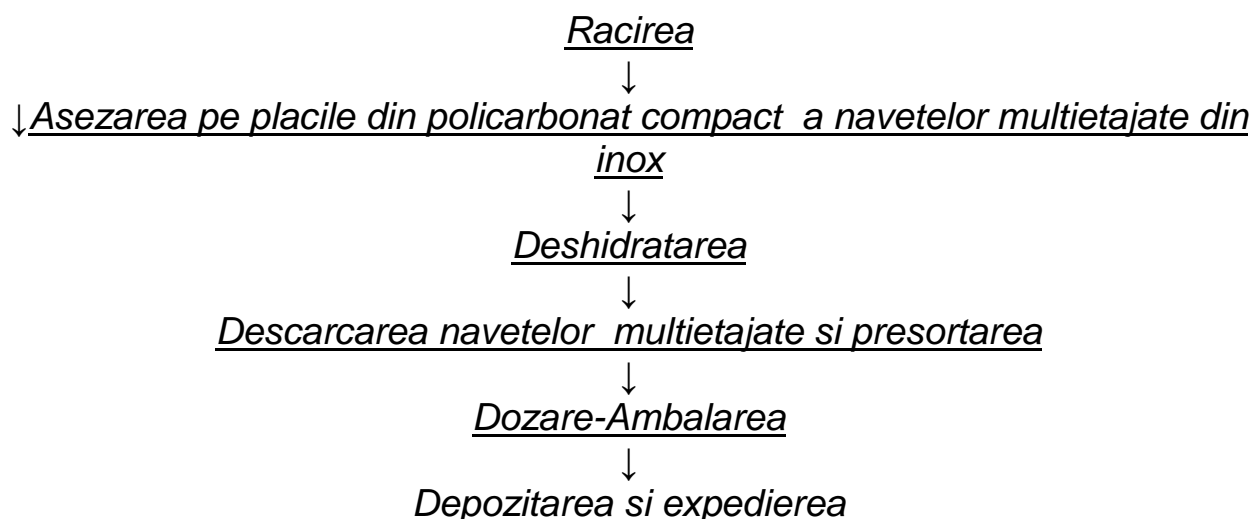 Racirea
↓
↓Asezarea pe placile din policarbonat compact a navetelor multietajate din
inox
↓
Deshidratarea
↓
Descarcarea navetelor multietajate si presortarea
↓
Dozare-Ambalarea
↓
Depozitarea si expedierea